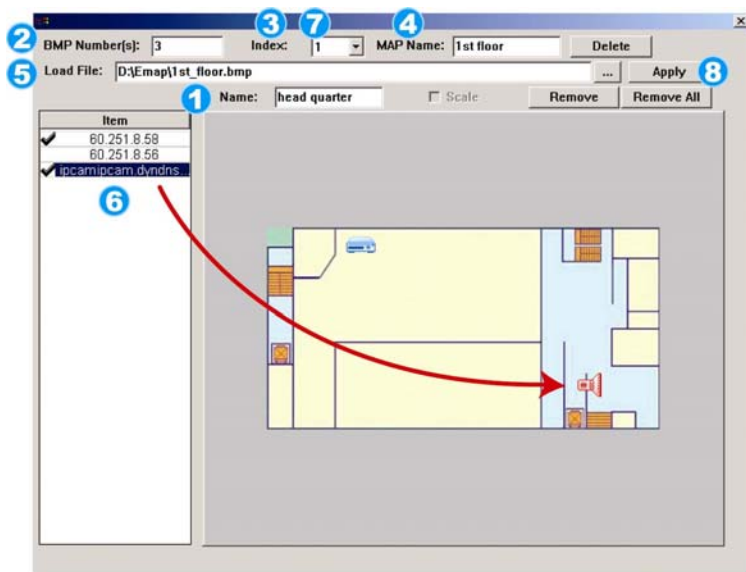 3 7 4
2 BMP Number(s): 3 Index: 1 MAP Name: 1st floor Delete
5 Load File: D:\Emap\1st_floor.bmp ... Apply 8
1 Name: head quarter Scale Remove Remove All
Item
60.251.8.58
60.251.8.56
ipcamipcam.dyndns...
6